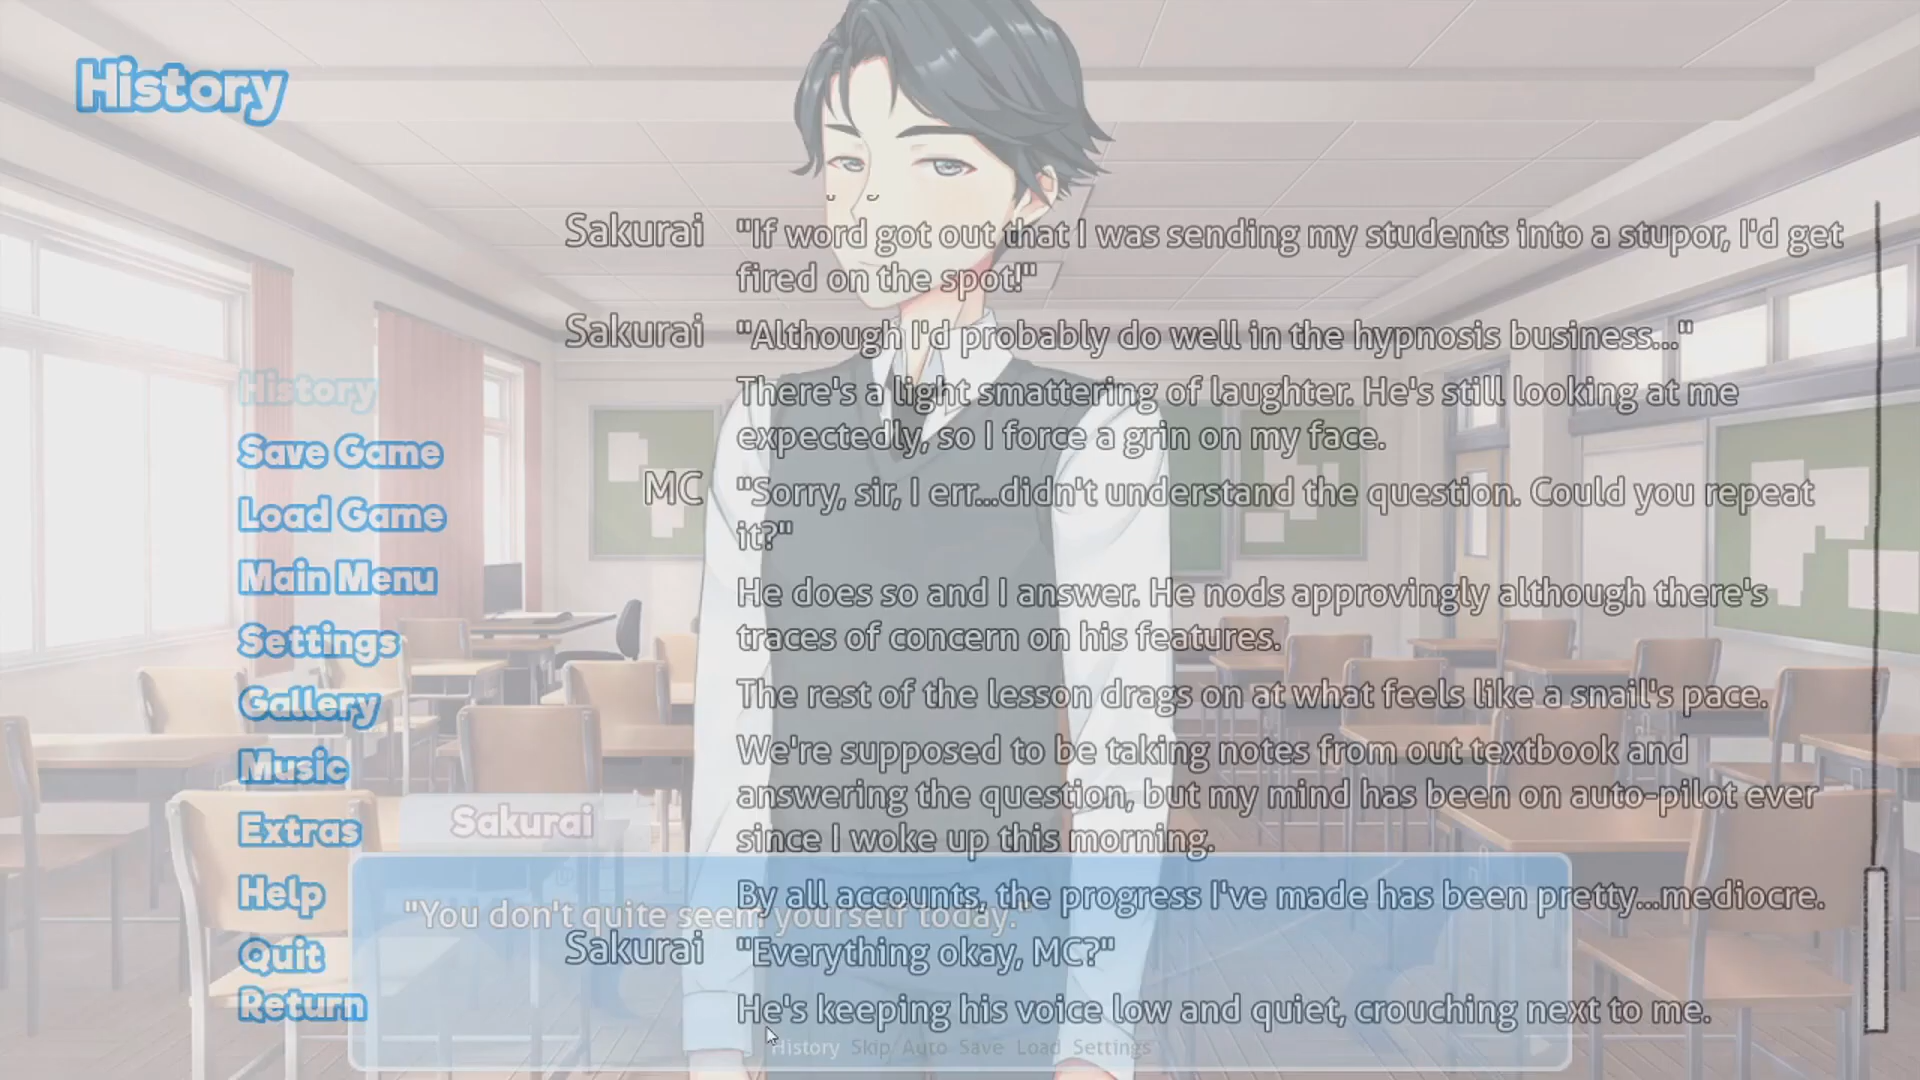 History
Sakurai "If word got out that I was sending my students into a stupor, I'd get
fired on the spot!"
Sakurai "Although I'd probably do well in the hypnosis business..."
There's a light smattering of laughter. He's still looking at me
expectedly, so I force a grin on my face.
MC "Sorry, sir, I err...didn't understand the question. Could you repeat
it?"
He does so and I answer. He nods approvingly although there's
traces of concern on his features.
The rest of the lesson drags on at what feels like a snail's pace.
We're supposed to be taking notes from out textbook and
answering the question, but my mind has been on auto-pilot ever
since I woke up this morning.
By all accounts, the progress I've made has been pretty...mediocre.
Sakurai "Everything okay, MC?"
He's keeping his voice low and quiet, crouching next to me.
History
Save Game
Load Game
Main Menu
Settings
Gallery
Music
Extras
Help
Quit
Return
Sakurai
"You don't quite seem yourself today."
History Skip Auto Save Load Settings